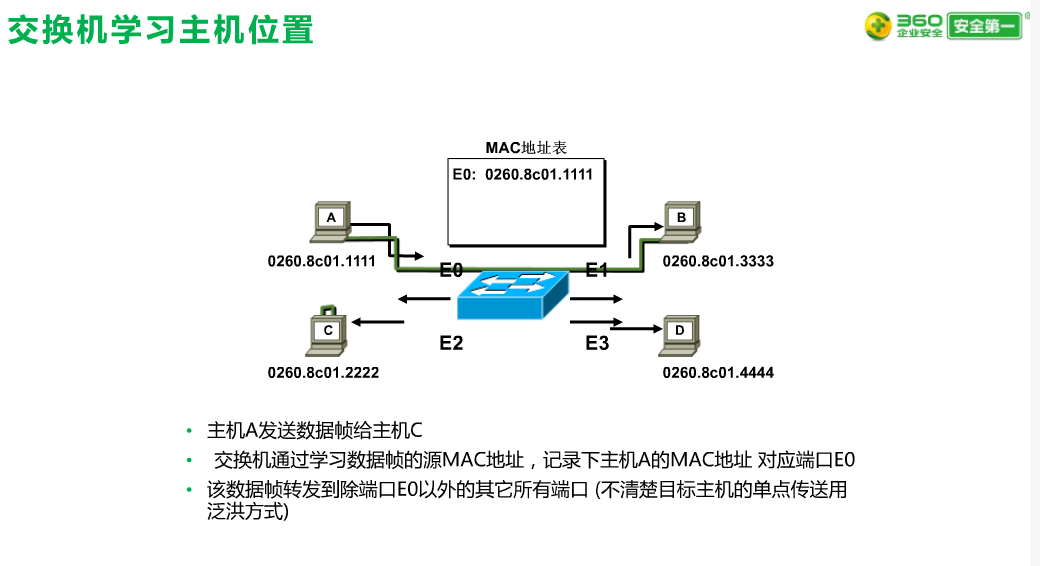 交换机学习主机位置
360
企业安全
安全第一
MAC地址表
E0: 0260.8c01.1111
A
B
0260.8c01.1111
E0
E1
0260.8c01.3333
C
D
E2
E3
0260.8c01.2222
0260.8c01.4444
• 主机A发送数据帧给主机C
• 交换机通过学习数据帧的源MAC地址，记录下主机A的MAC地址 对应端口E0
• 该数据帧转发到除端口E0以外的其它所有端口 (不清楚目标主机的单点传送用
泛洪方式)